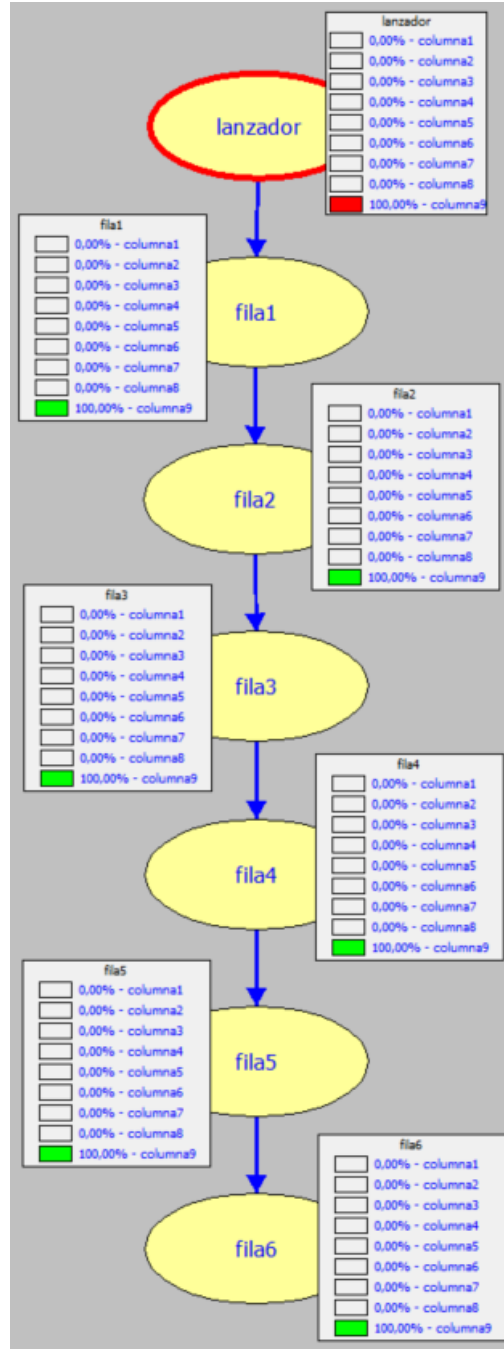 lanzador
0,00% - columna1
0,00% - columna2
0,00% - columna3
0,00% - columna4
0,00% - columna5
0,00% - columna6
0,00% - columna7
0,00% - columna8
100,00% - columna9
lanzador
fila1
0,00% - columna1
0,00% - columna2
0,00% - columna3
0,00% - columna4
0,00% - columna5
0,00% - columna6
0,00% - columna7
0,00% - columna8
100,00% - columna9
fila1
fila2
0,00% - columna1
0,00% - columna2
0,00% - columna3
0,00% - columna4
0,00% - columna5
0,00% - columna6
0,00% - columna7
0,00% - columna8
100,00% - columna9
fila2
fila3
0,00% - columna1
0,00% - columna2
0,00% - columna3
0,00% - columna4
0,00% - columna5
0,00% - columna6
0,00% - columna7
0,00% - columna8
100,00% - columna9
fila3
fila4
0,00% - columna1
0,00% - columna2
0,00% - columna3
0,00% - columna4
0,00% - columna5
0,00% - columna6
0,00% - columna7
0,00% - columna8
100,00% - columna9
fila4
fila5
0,00% - columna1
0,00% - columna2
0,00% - columna3
0,00% - columna4
0,00% - columna5
0,00% - columna6
0,00% - columna7
0,00% - columna8
100,00% - columna9
fila5
fila6
0,00% - columna1
0,00% - columna2
0,00% - columna3
0,00% - columna4
0,00% - columna5
0,00% - columna6
0,00% - columna7
0,00% - columna8
100,00% - columna9
fila6